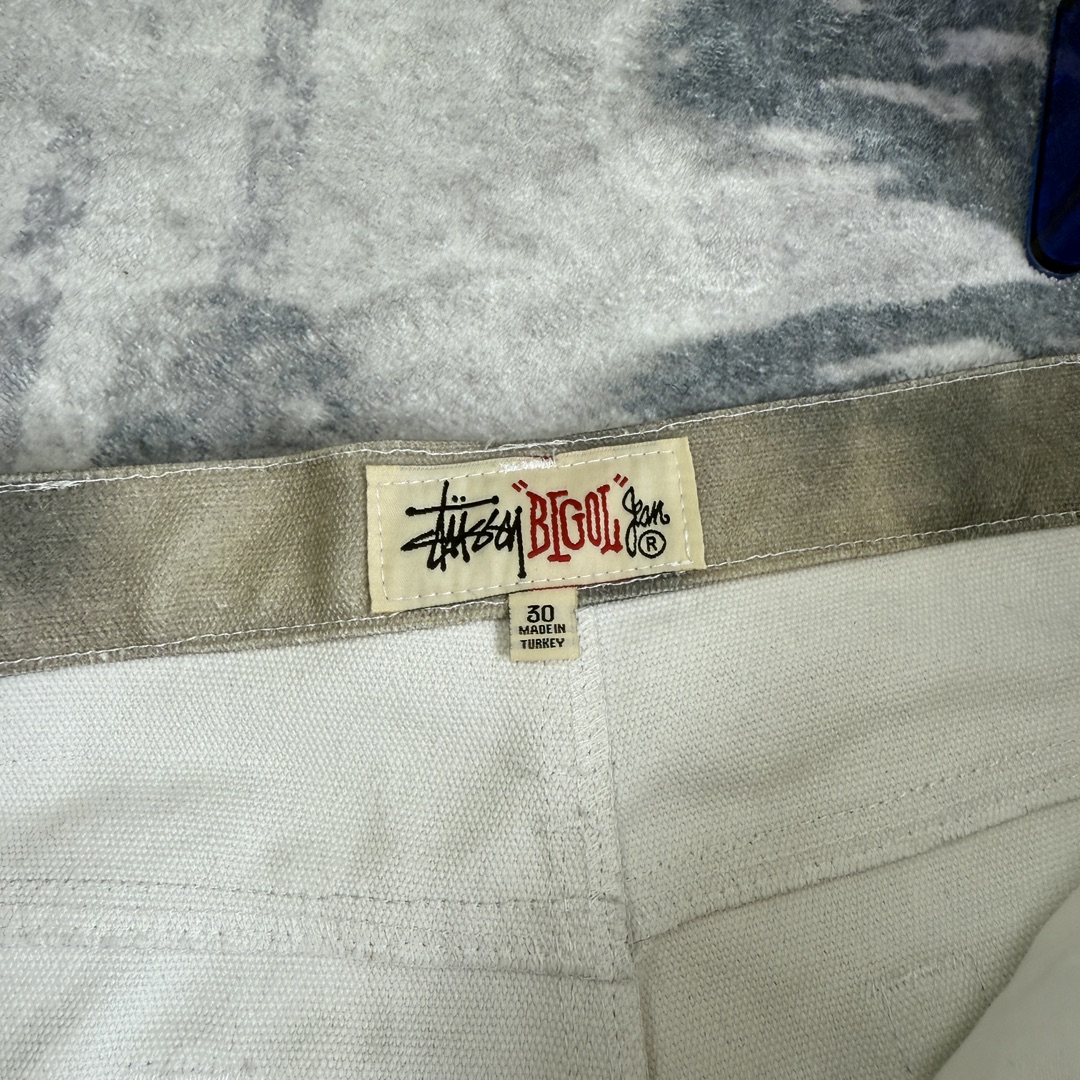 Stüssy "BIGOL" Jean ®
30
MADE IN
TURKEY